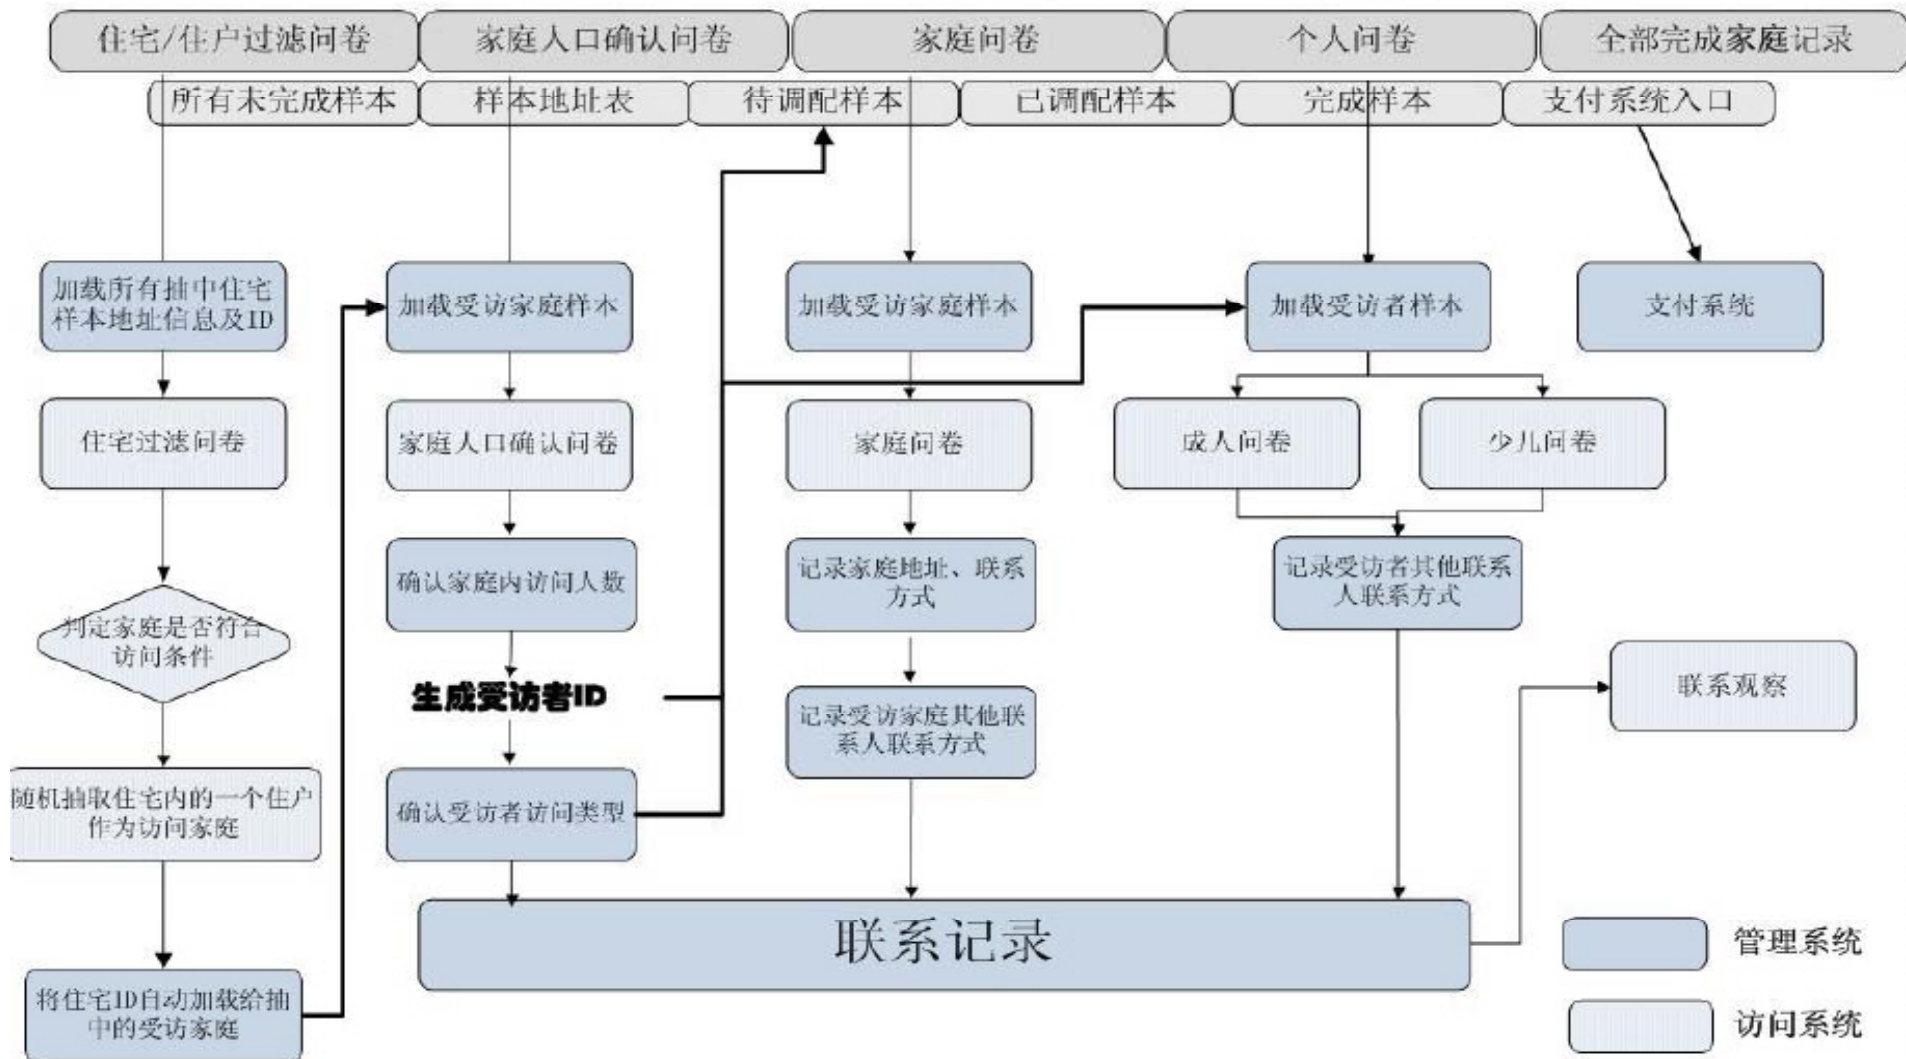 住宅/住户过滤问卷
家庭人口确认问卷
家庭问卷
个人问卷
全部完成家庭记录
所有未完成样本
样本地址表
待调配样本
已调配样本
完成样本
支付系统入口
加载所有抽中住宅
样本地址信息及ID
加载受访家庭样本
加载受访家庭样本
加载受访者样本
支付系统
住宅过滤问卷
家庭人口确认问卷
家庭问卷
成人问卷
少儿问卷
确认家庭内访问人数
记录家庭地址、联系
方式
记录受访者其他联系
人联系方式
判定家庭是否符合
访问条件
生成受访者ID
记录受访家庭其他联
系人联系方式
联系观察
随机抽取住宅内的一个住户
作为访问家庭
确认受访者访问类型
联系记录
管理系统
将住宅ID自动加载给抽
中的受访家庭
访问系统